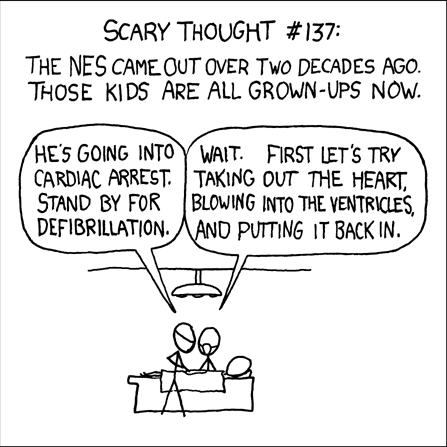 SCARY THOUGHT #137:
THE NES CAME OUT OVER TWO DECADES AGO.
THOSE KIDS ARE ALL GROWN-UPS NOW.
HE'S GOING INTO
CARDIAC ARREST.
STAND BY FOR
DEFIBRILLATION.
WAIT. FIRST LET'S TRY
TAKING OUT THE HEART,
BLOWING INTO THE VENTRICLES,
AND PUTTING IT BACK IN.